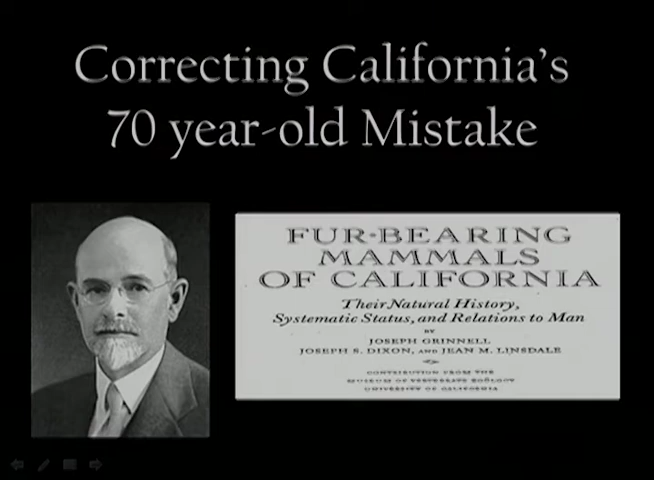 Correcting California's
70 year-old Mistake
FUR-BEARING
MAMMALS
OF CALIFORNIA
Their Natural History,
Systematic Status, and Relations to Man
BY
JOSEPH GRINNELL
JOSEPH S. DIXON, AND JEAN M. LINSDALE
CONTRIBUTION FROM THE
MUSEUM OF VERTEBRATE ZOÖLOGY
UNIVERSITY OF CALIFORNIA